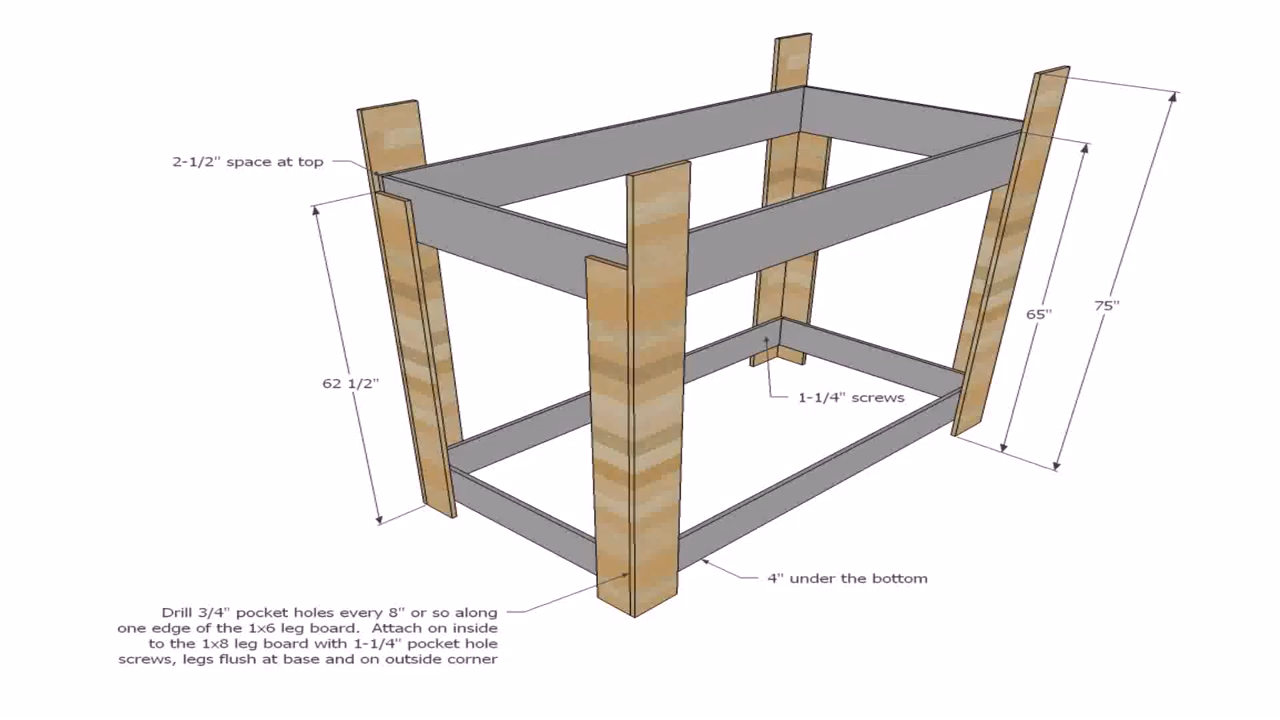 2-1/2" space at top
65"
75"
62 1/2"
1-1/4" screws
4" under the bottom
Drill 3/4" pocket holes every 8" or so along
one edge of the 1x6 leg board.  Attach on inside
to the 1x8 leg board with 1-1/4" pocket hole
screws, legs flush at base and on outside corner